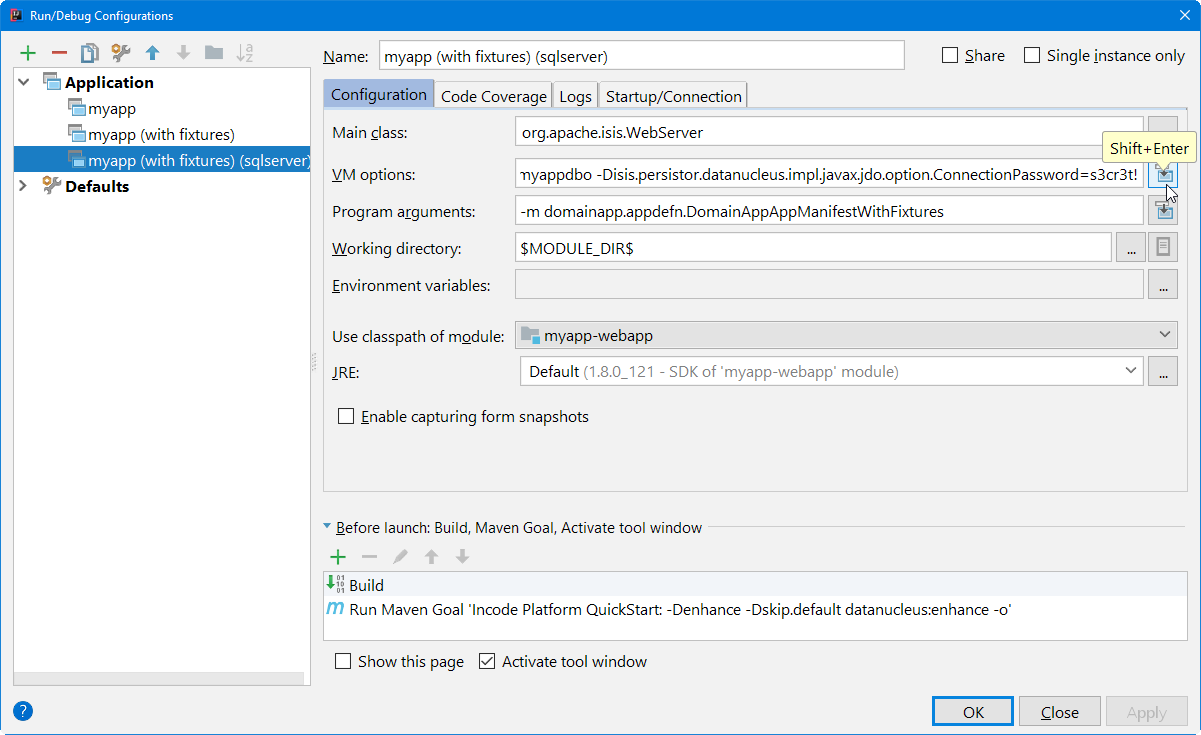 Run/Debug Configurations
Name: myapp (with fixtures) (sqlserver) Share Single instance only
Application
myapp
myapp (with fixtures)
myapp (with fixtures) (sqlserver)
Defaults
Configuration Code Coverage Logs Startup/Connection
Main class: org.apache.isis.WebServer
Shift+Enter
VM options: myappdbo -Disis.persistor.datanucleus.impl.javax.jdo.option.ConnectionPassword=s3cr3t!
Program arguments: -m domainapp.appdefn.DomainAppAppManifestWithFixtures
Working directory: $MODULE_DIR$ ...
Environment variables: ...
Use classpath of module: myapp-webapp
JRE: Default (1.8.0_121 - SDK of 'myapp-webapp' module) ...
Enable capturing form snapshots
Before launch: Build, Maven Goal, Activate tool window
Build
Run Maven Goal 'Incode Platform QuickStart: -Denhance -Dskip.default datanucleus:enhance -o'
Show this page Activate tool window
? OK Close Apply